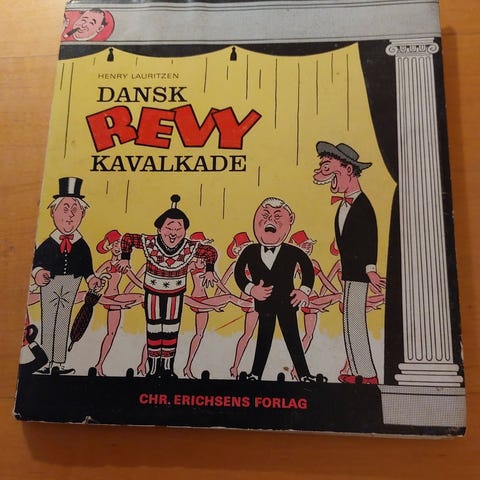 HENRY LAURITZEN
DANSK
REVY
KAVALKADE
CHR. ERICHSENS FORLAG